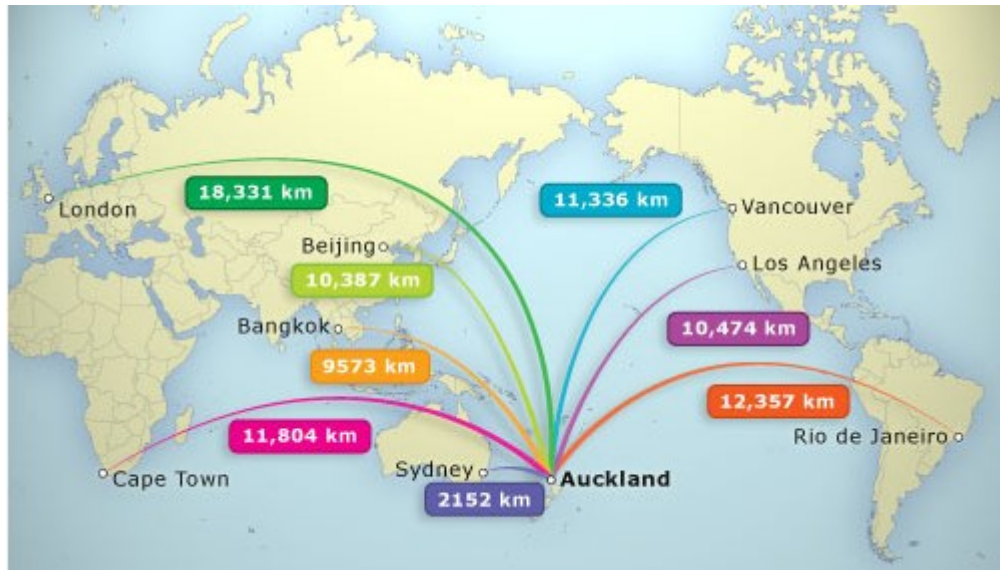 18,331 km
London
11,336 km
Vancouver
Beijing
10,387 km
Los Angeles
Bangkok
10,474 km
9573 km
12,357 km
11,804 km
Rio de Janeiro
Cape Town
Sydney
Auckland
2152 km